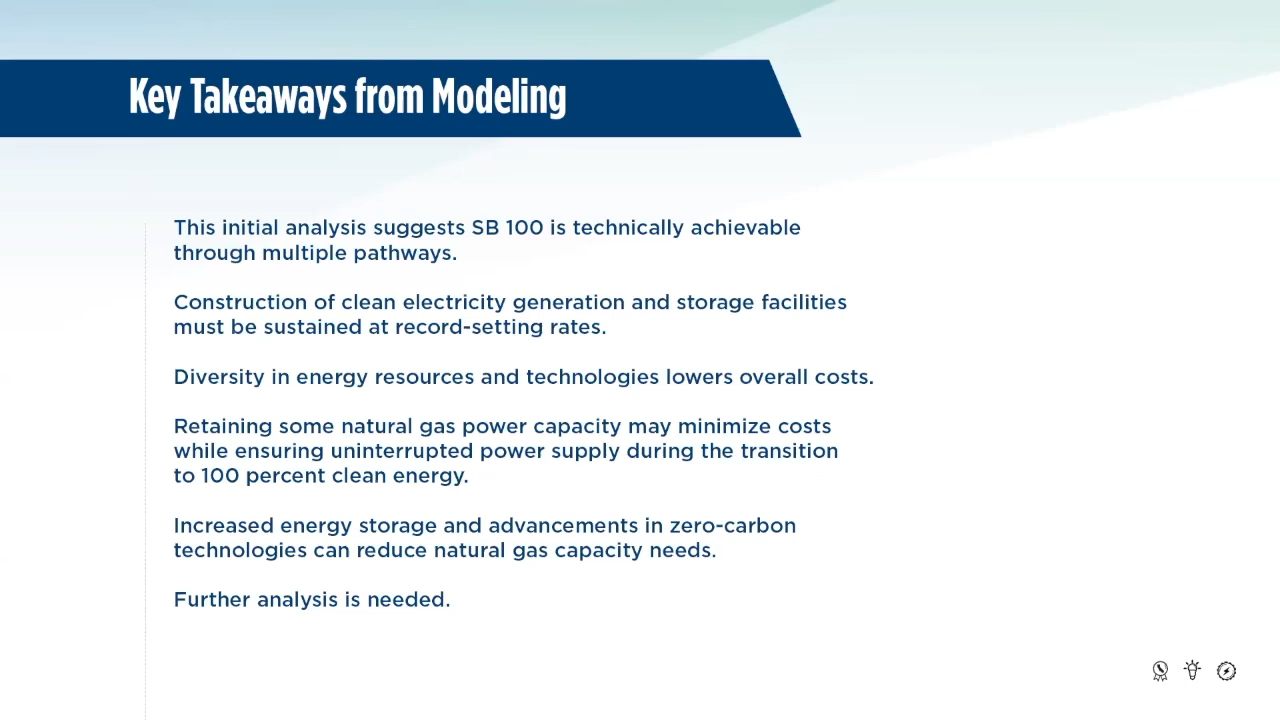 Key Takeaways from Modeling
This initial analysis suggests SB 100 is technically achievable
through multiple pathways.
Construction of clean electricity generation and storage facilities
must be sustained at record-setting rates.
Diversity in energy resources and technologies lowers overall costs.
Retaining some natural gas power capacity may minimize costs
while ensuring uninterrupted power supply during the transition
to 100 percent clean energy.
Increased energy storage and advancements in zero-carbon
technologies can reduce natural gas capacity needs.
Further analysis is needed.